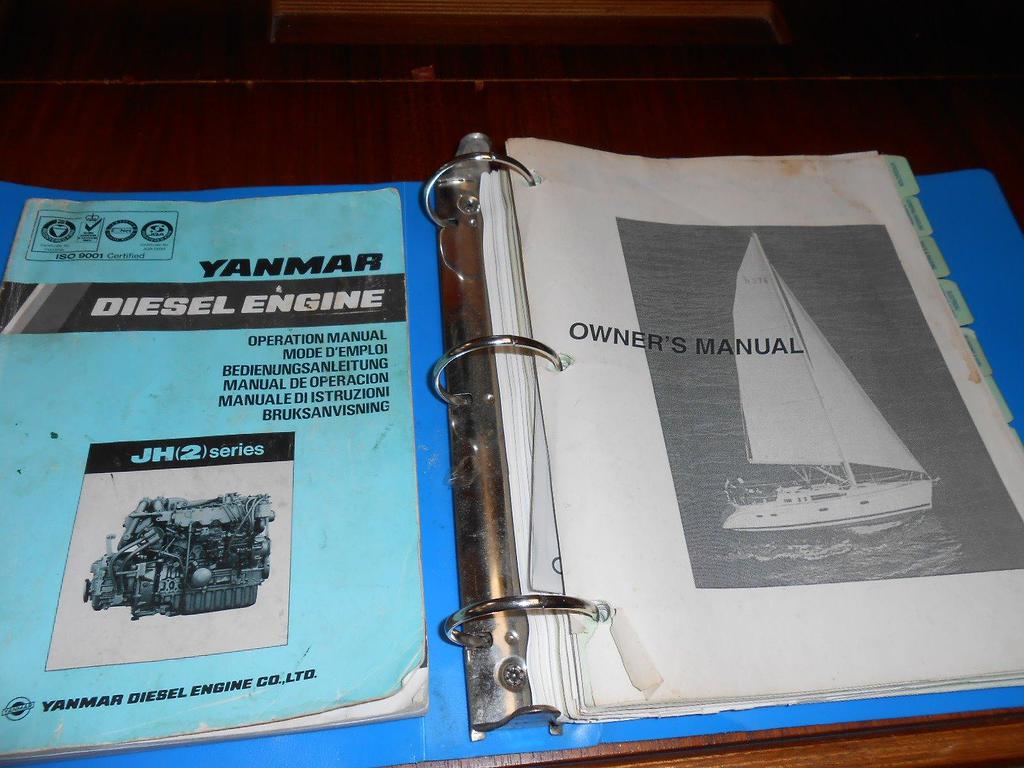 ISO 9001 Certified
YANMAR
DIESEL ENGINE
OPERATION MANUAL
MODE D'EMPLOI
BEDIENUNGSANLEITUNG
MANUAL DE OPERACION
MANUALE DI ISTRUZIONI
BRUKSANVISNING
JH(2) series
YANMAR DIESEL ENGINE CO.,LTD.
OWNER'S MANUAL